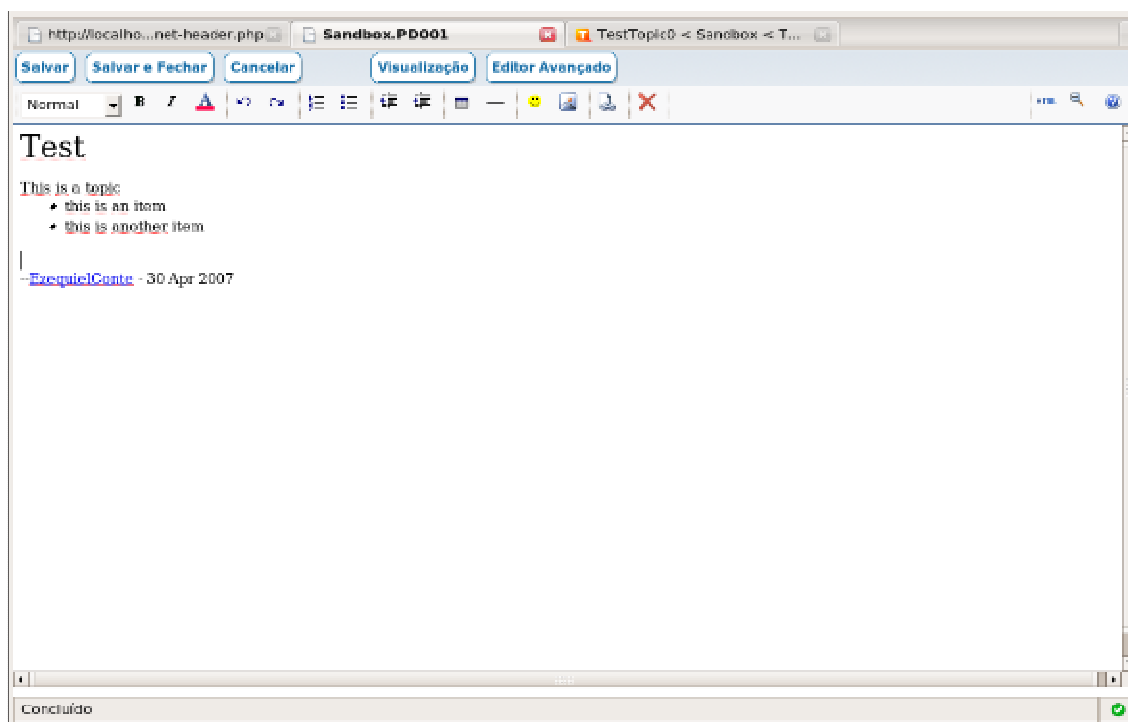 http://localho...net-header.php Sandbox.PD001 TestTopic0 < Sandbox < T...
Salvar Salvar e Fechar Cancelar Visualização Editor Avançado
Normal B I A HTML
Test
This is a topic
• this is an item
• this is another item
--EzequielConte - 30 Apr 2007
Concluído